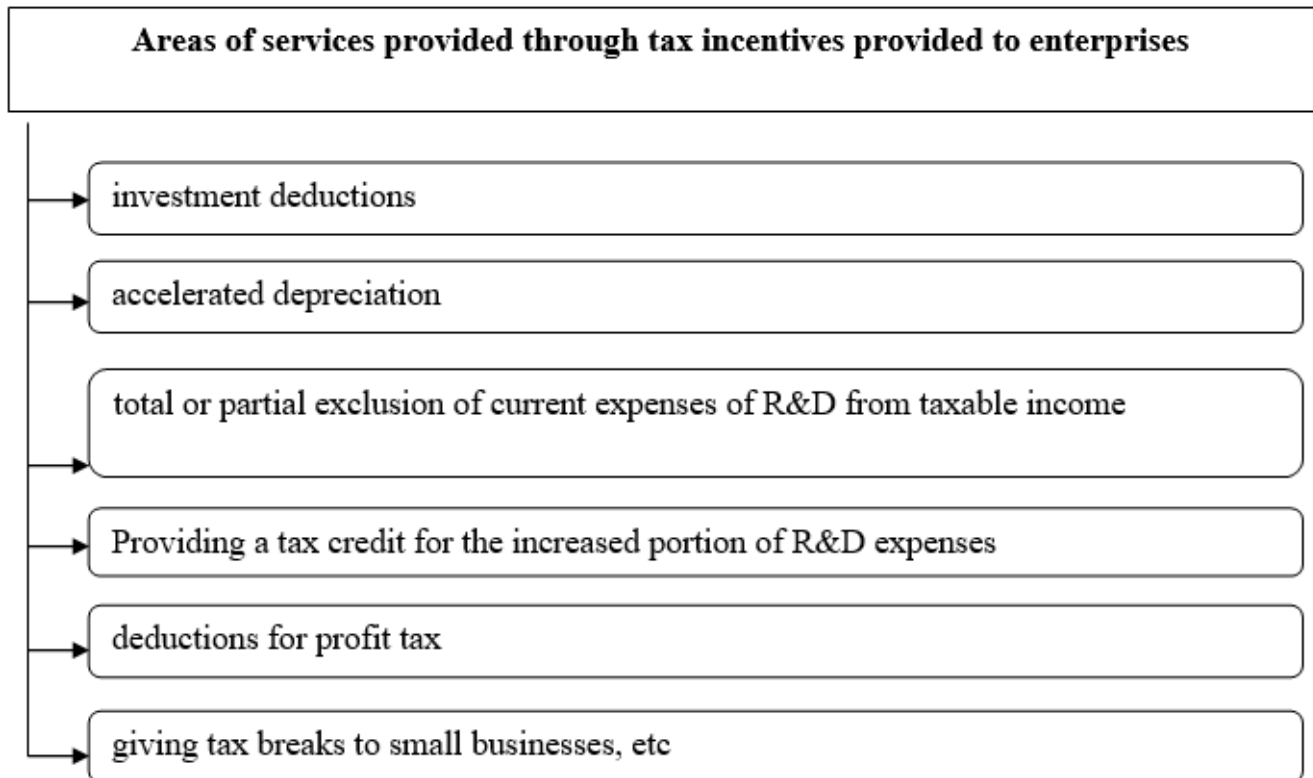 Areas of services provided through tax incentives provided to enterprises
investment deductions
accelerated depreciation
total or partial exclusion of current expenses of R&D from taxable income
Providing a tax credit for the increased portion of R&D expenses
deductions for profit tax
giving tax breaks to small businesses, etc